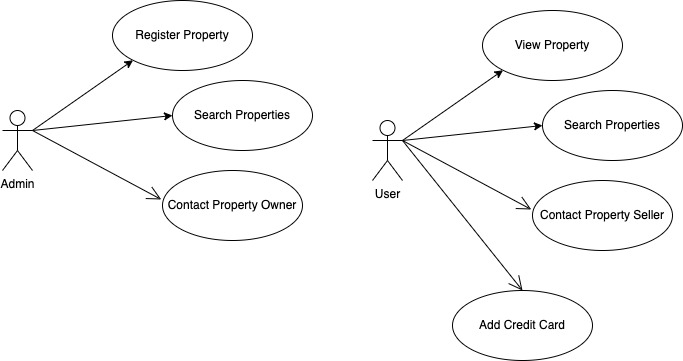 Register Property
Search Properties
Admin
Contact Property Owner
View Property
Search Properties
User
Contact Property Seller
Add Credit Card